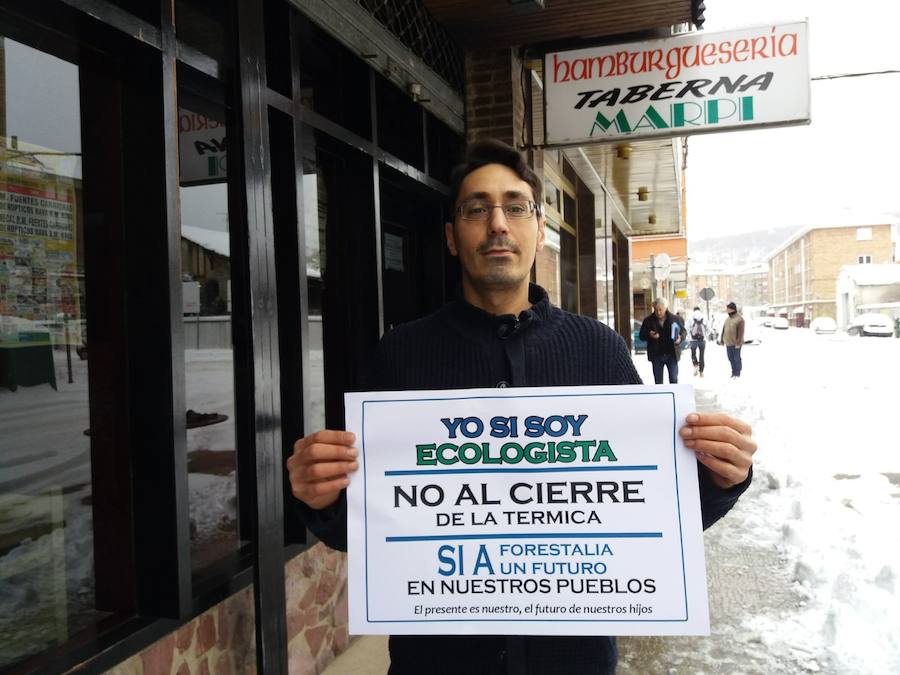 hamburguesería
TABERNA
MARPI
YO SI SOY
ECOLOGISTA
NO AL CIERRE
DE LA TERMICA
SI A FORESTALIA
UN FUTURO
EN NUESTROS PUEBLOS
El presente es nuestro, el futuro de nuestros hijos